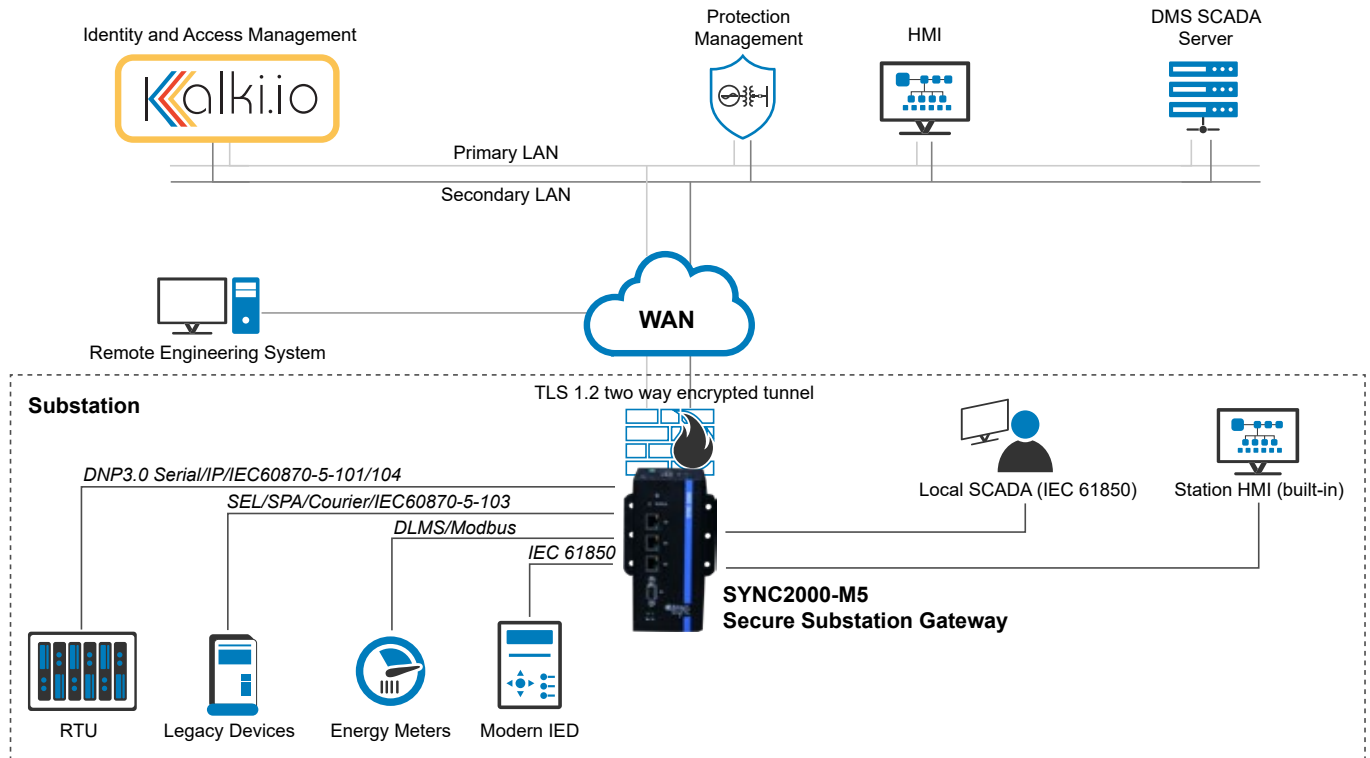 Identity and Access Management
Kalki.io
Protection
Management
HMI
DMS SCADA
Server
Primary LAN
Secondary LAN
WAN
Remote Engineering System
TLS 1.2 two way encrypted tunnel
Substation
DNP3.0 Serial/IP/IEC60870-5-101/104
SEL/SPA/Courier/IEC60870-5-103
DLMS/Modbus
IEC 61850
Local SCADA (IEC 61850)
Station HMI (built-in)
SYNC2000-M5
Secure Substation Gateway
RTU
Legacy Devices
Energy Meters
Modern IED